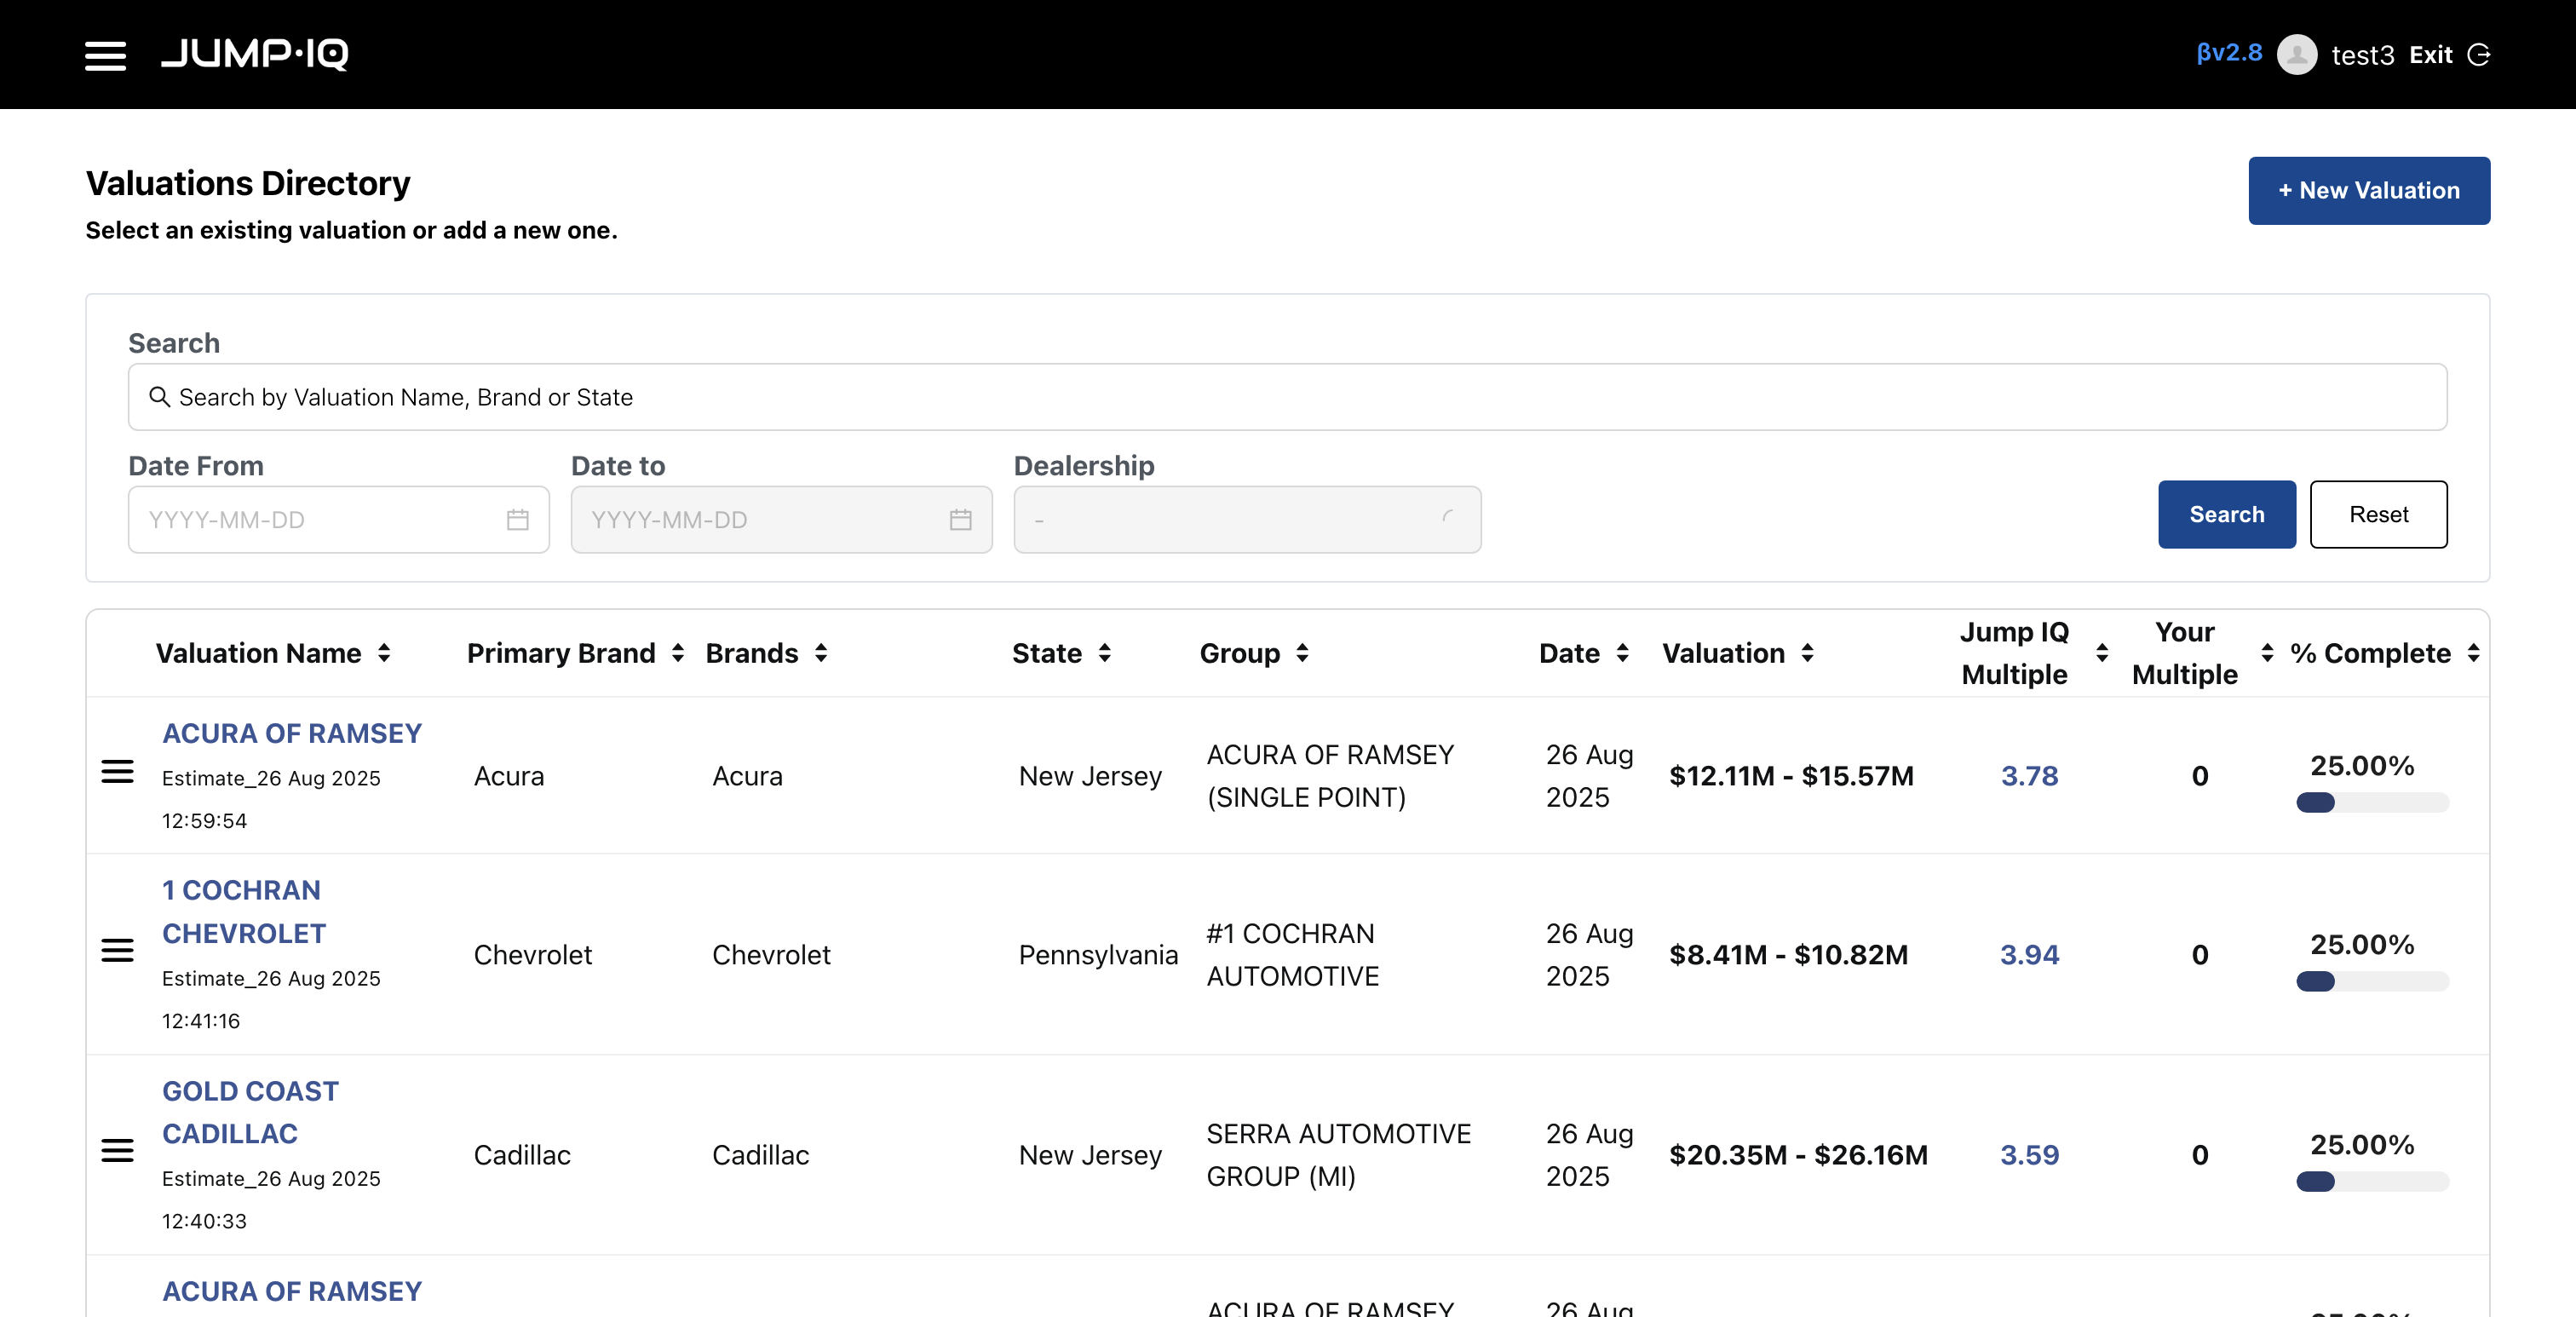 JUMP·IQ
βv2.8 test3 Exit
Valuations Directory
+ New Valuation
Select an existing valuation or add a new one.
Search
Search by Valuation Name, Brand or State
Date From Date to Dealership
YYYY-MM-DD YYYY-MM-DD - Search Reset
Valuation Name Primary Brand Brands State Group Date Valuation Jump IQ Multiple Your Multiple % Complete
ACURA OF RAMSEY
Estimate_26 Aug 2025
12:59:54
Acura
Acura
New Jersey
ACURA OF RAMSEY
(SINGLE POINT)
26 Aug
2025
$12.11M - $15.57M
3.78
0
25.00%
1 COCHRAN
CHEVROLET
Estimate_26 Aug 2025
12:41:16
Chevrolet
Chevrolet
Pennsylvania
#1 COCHRAN
AUTOMOTIVE
26 Aug
2025
$8.41M - $10.82M
3.94
0
25.00%
GOLD COAST
CADILLAC
Estimate_26 Aug 2025
12:40:33
Cadillac
Cadillac
New Jersey
SERRA AUTOMOTIVE
GROUP (MI)
26 Aug
2025
$20.35M - $26.16M
3.59
0
25.00%
ACURA OF RAMSEY
ACURA OF RAMSEY
26 Aug